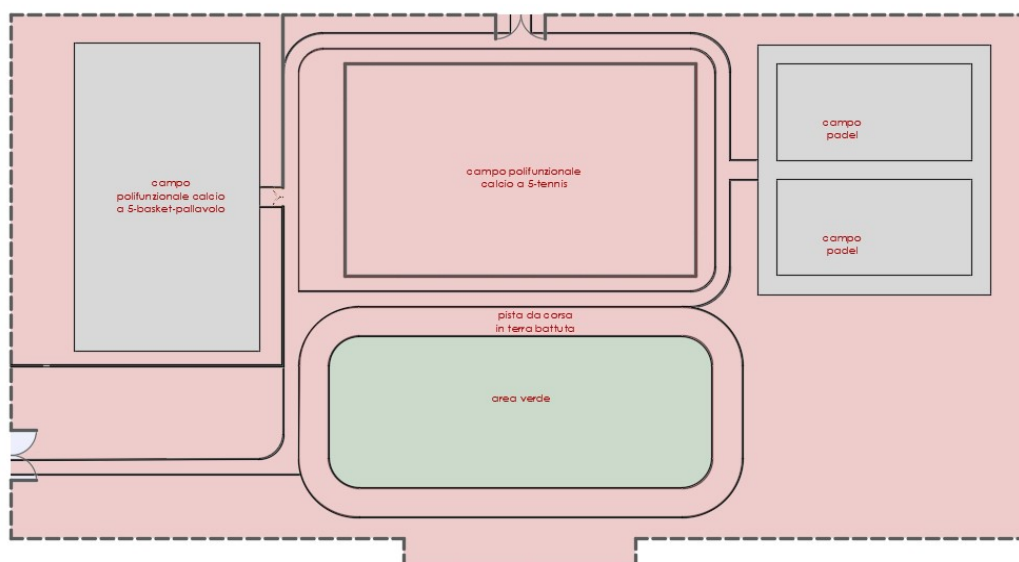 campo
polifunzionale calcio
a 5-basket-pallavolo
campo polifunzionale
calcio a 5-tennis
campo
padel
campo
padel
pista da corsa
in terra battuta
area verde